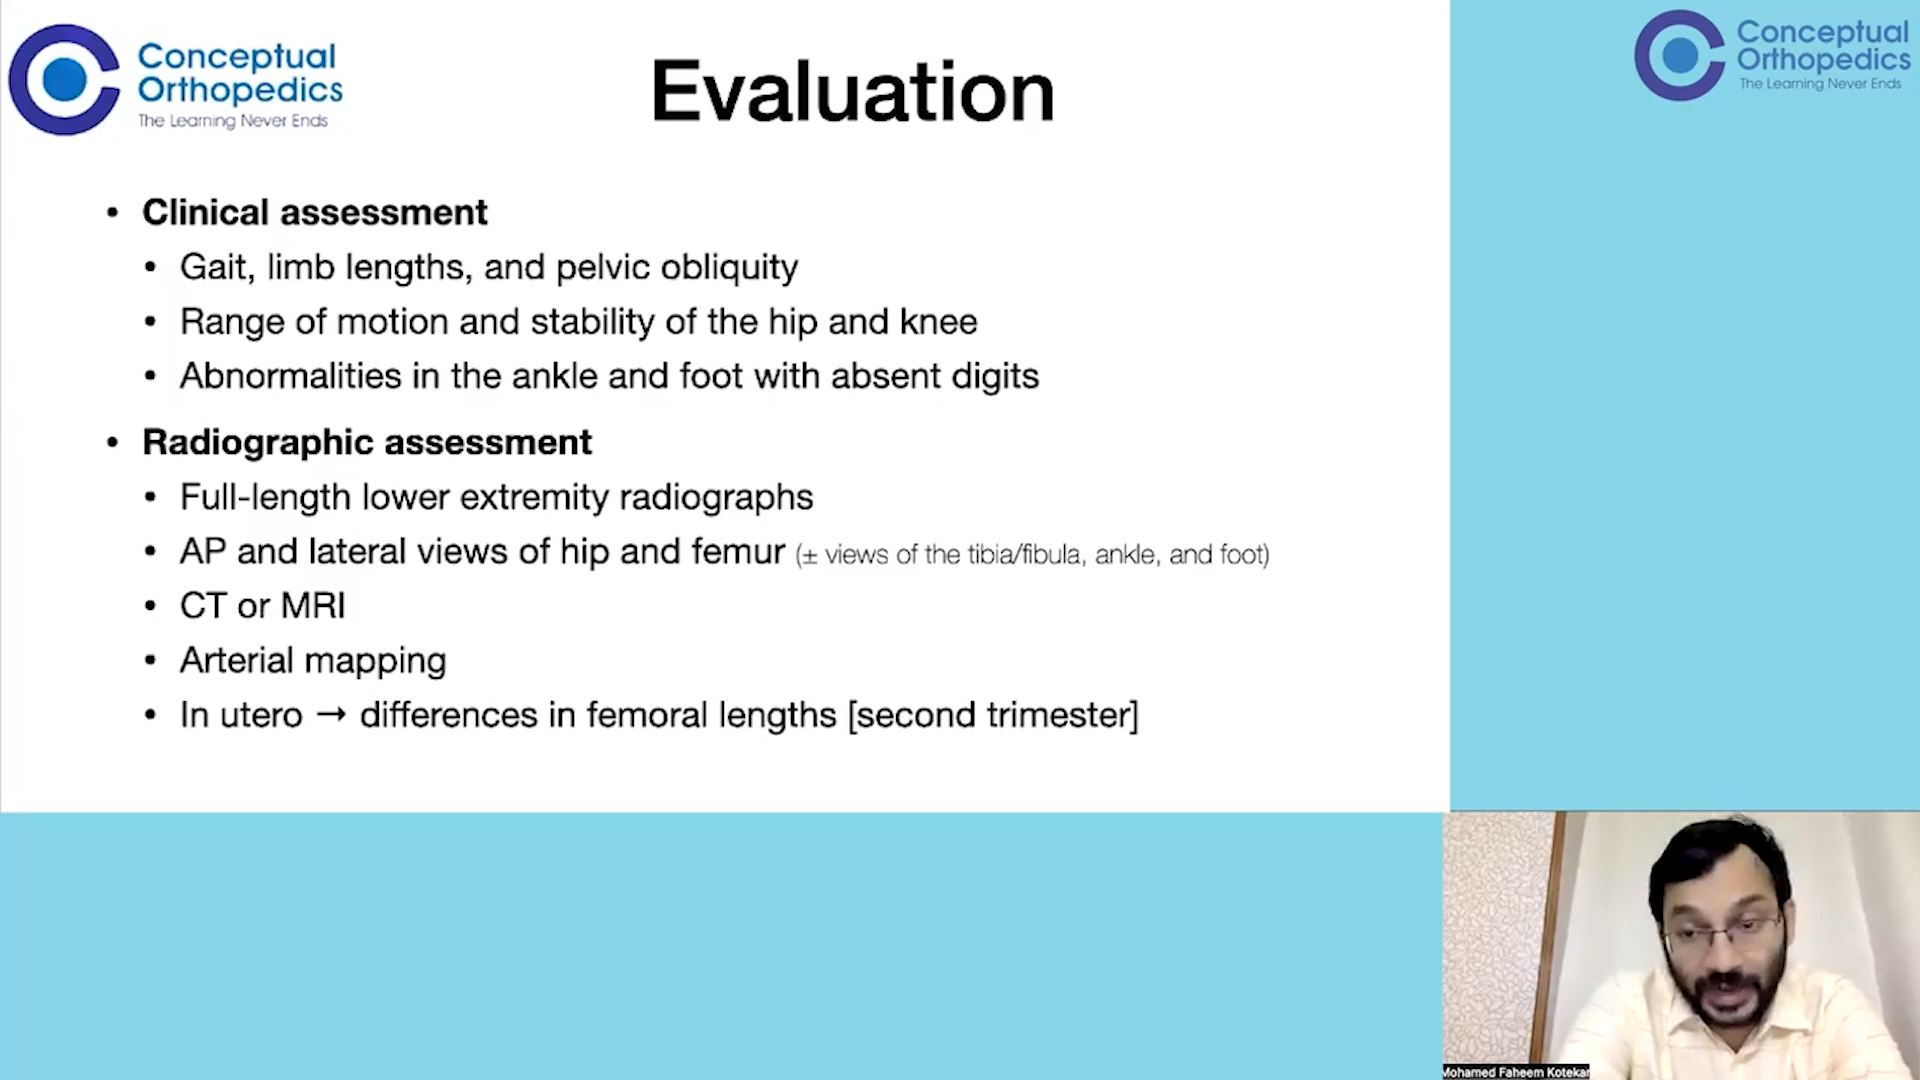 Conceptual
Orthopedics
The Learning Never Ends
Evaluation
Conceptual
Orthopedics
The Learning Never Ends
• Clinical assessment
• Gait, limb lengths, and pelvic obliquity
• Range of motion and stability of the hip and knee
• Abnormalities in the ankle and foot with absent digits
• Radiographic assessment
• Full-length lower extremity radiographs
• AP and lateral views of hip and femur (± views of the tibia/fibula, ankle, and foot)
• CT or MRI
• Arterial mapping
• In utero → differences in femoral lengths [second trimester]
Mohamed Faheem Kotekar